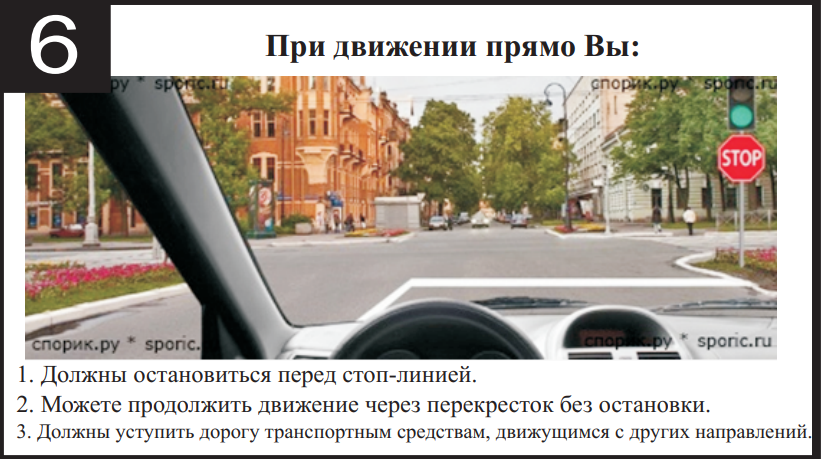 6
При движении прямо Вы:
ру * sporic.ru
спорик.ру * sporic.ru
STOP
спорик.ру * sporic.ru
спорик.ру * sporic.ru
1. Должны остановиться перед стоп-линией.
2. Можете продолжить движение через перекресток без остановки.
3. Должны уступить дорогу транспортным средствам, движущимся с других направлений.